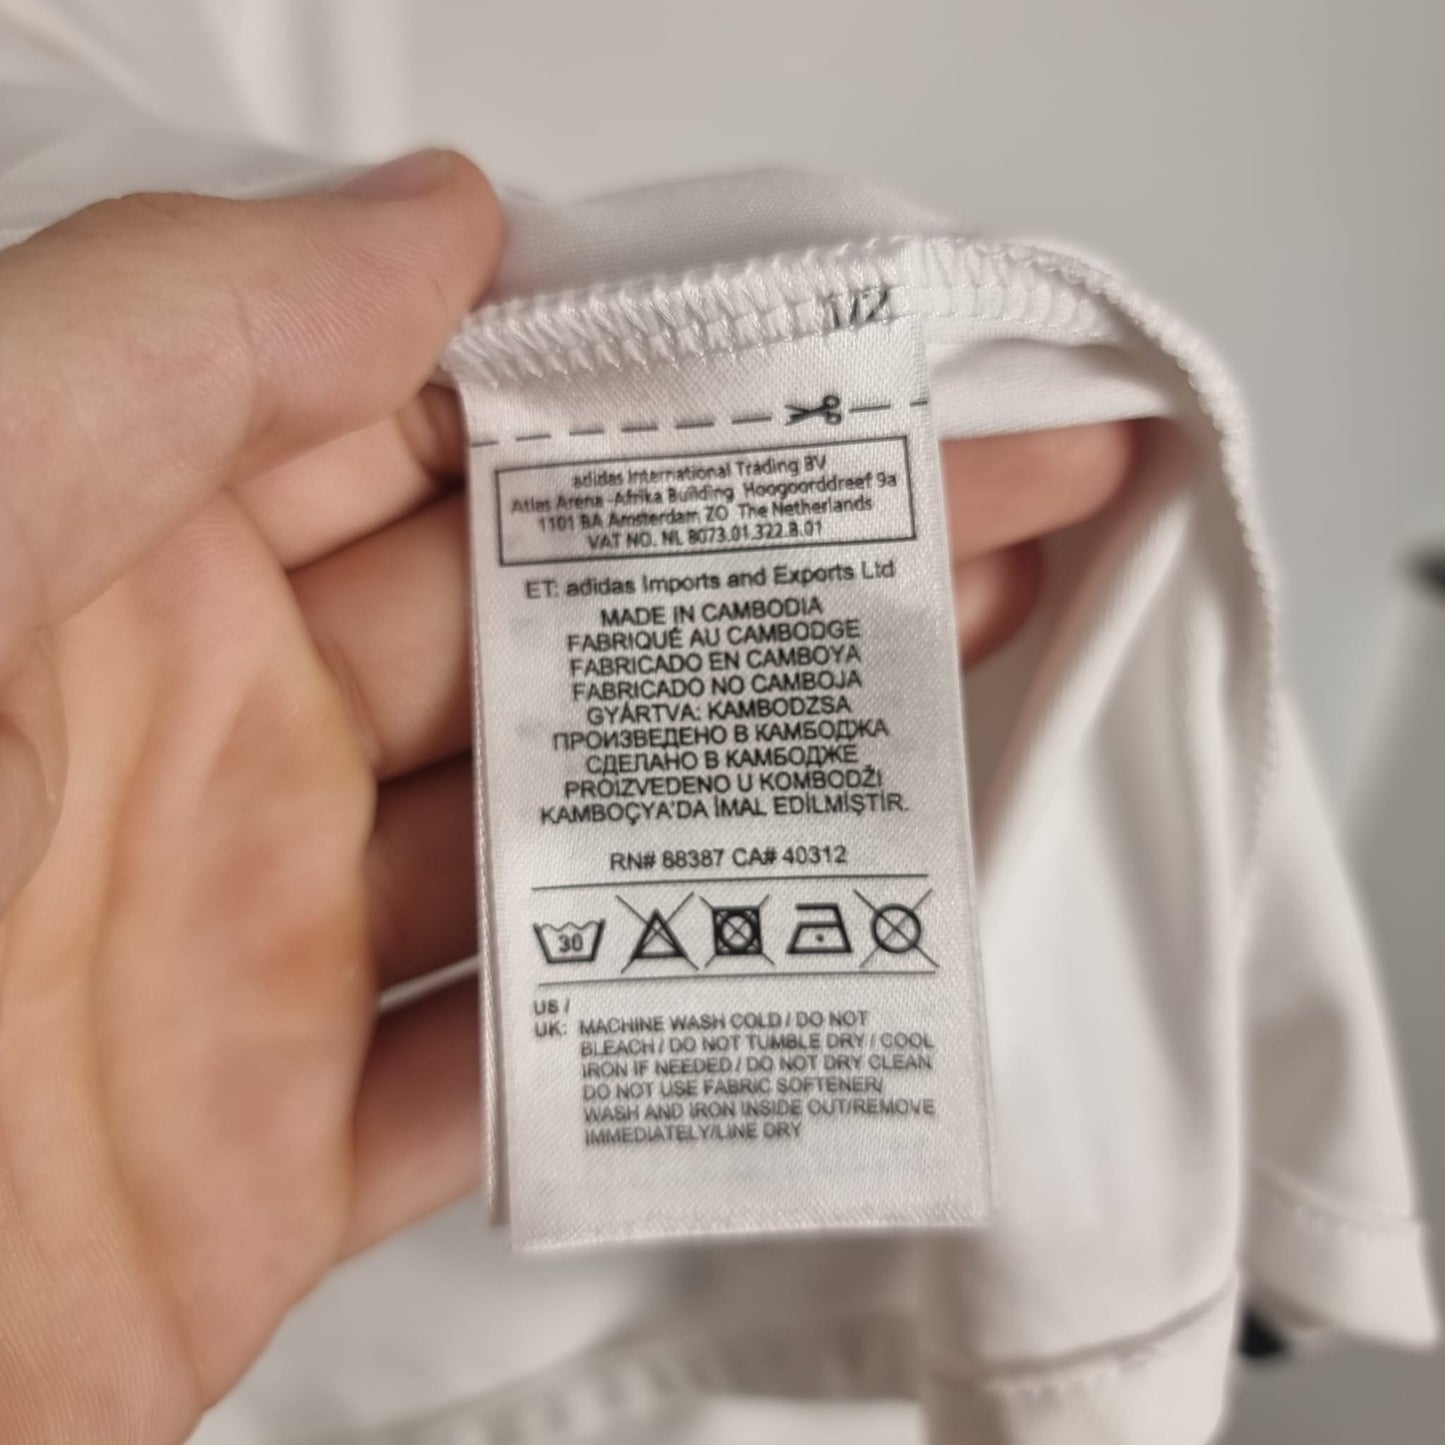 1/2
adidas International Trading BV
Atlas Arena -Afrika Building Hoogoorddreef 9a
1101 BA Amsterdam ZO The Netherlands
VAT NO. NL 8073.01.322.B.01
ET: adidas Imports and Exports Ltd
MADE IN CAMBODIA
FABRIQUÉ AU CAMBODGE
FABRICADO EN CAMBOYA
FABRICADO NO CAMBOJA
GYÁRTVA: KAMBODZSA
ПРОИЗВЕДЕНО В КАМБОДЖА
СДЕЛАНО В КАМБОДЖЕ
PROIZVEDENO U KOMBODŽI
KAMBOÇYA'DA İMAL EDİLMİŞTİR.
RN# 88387 CA# 40312
30
US /
UK: MACHINE WASH COLD / DO NOT
BLEACH / DO NOT TUMBLE DRY / COOL
IRON IF NEEDED / DO NOT DRY CLEAN
DO NOT USE FABRIC SOFTENER/
WASH AND IRON INSIDE OUT/REMOVE
IMMEDIATELY/LINE DRY